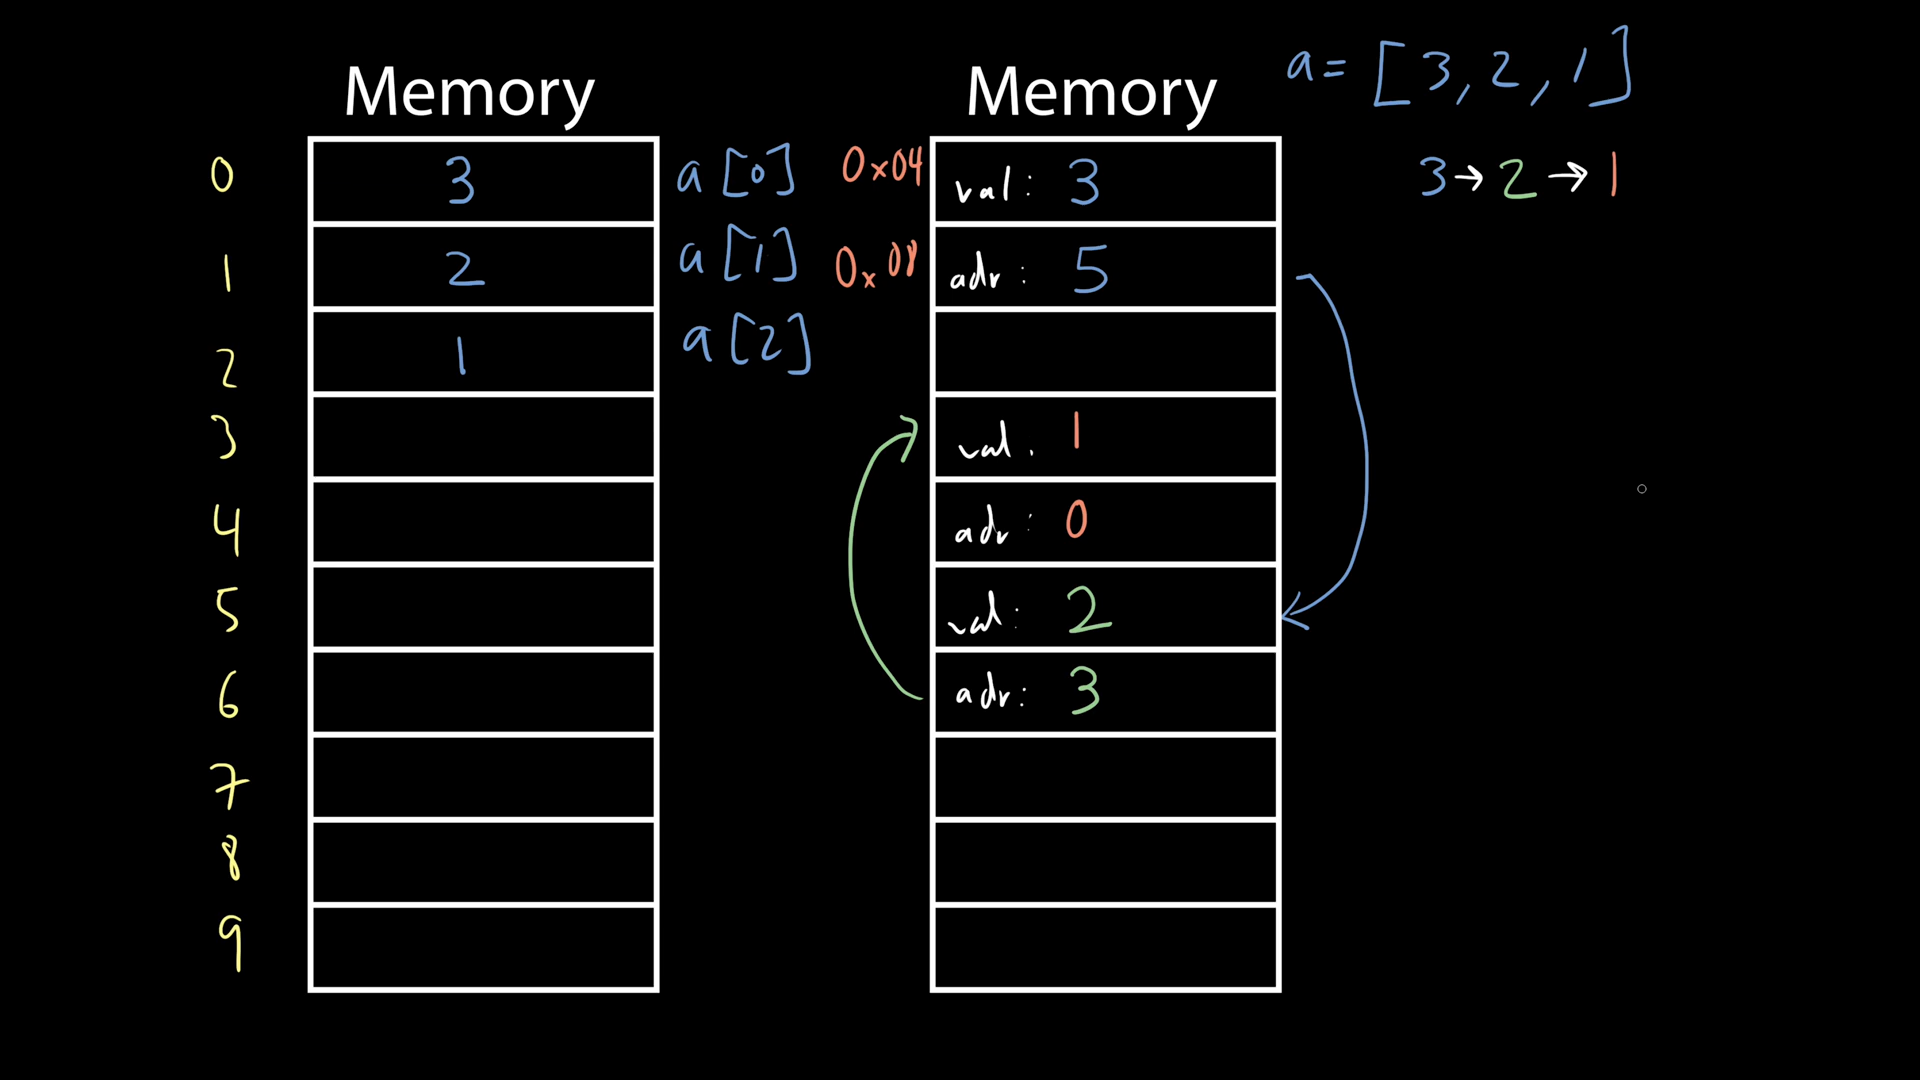 Memory
Memory
a = [3, 2, 1]
3 → 2 → 1
0
3
a[0]
0x04
val: 3
1
2
a[1]
0x08
adr: 5
2
1
a[2]
3
val. 1
4
adr: 0
5
val: 2
6
adr: 3
7
8
9